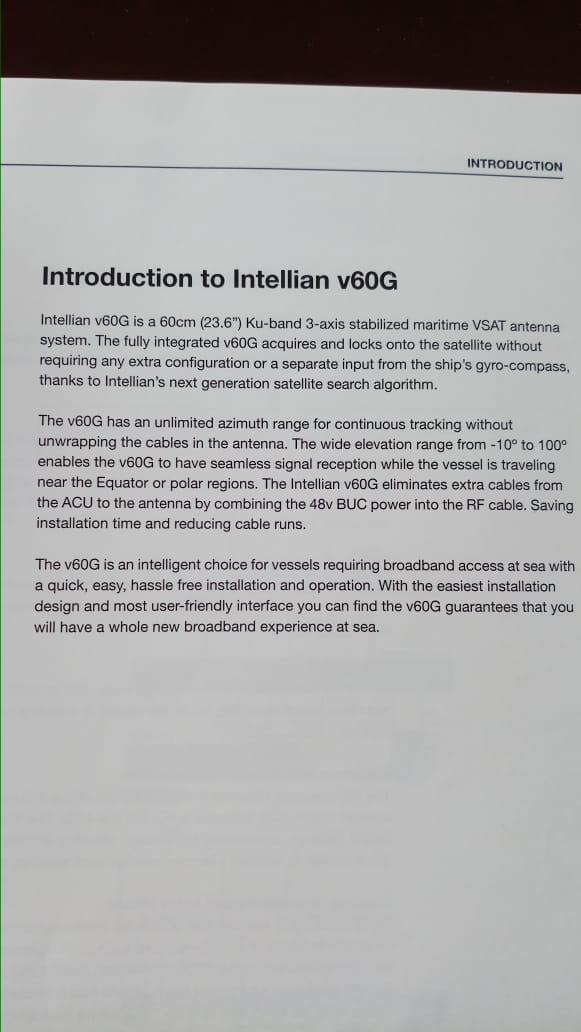 INTRODUCTION
Introduction to Intellian v60G
Intellian v60G is a 60cm (23.6”) Ku-band 3-axis stabilized maritime VSAT antenna
system. The fully integrated v60G acquires and locks onto the satellite without
requiring any extra configuration or a separate input from the ship’s gyro-compass,
thanks to Intellian’s next generation satellite search algorithm.
The v60G has an unlimited azimuth range for continuous tracking without
unwrapping the cables in the antenna. The wide elevation range from -10º to 100º
enables the v60G to have seamless signal reception while the vessel is traveling
near the Equator or polar regions. The Intellian v60G eliminates extra cables from
the ACU to the antenna by combining the 48v BUC power into the RF cable. Saving
installation time and reducing cable runs.
The v60G is an intelligent choice for vessels requiring broadband access at sea with
a quick, easy, hassle free installation and operation. With the easiest installation
design and most user-friendly interface you can find the v60G guarantees that you
will have a whole new broadband experience at sea.